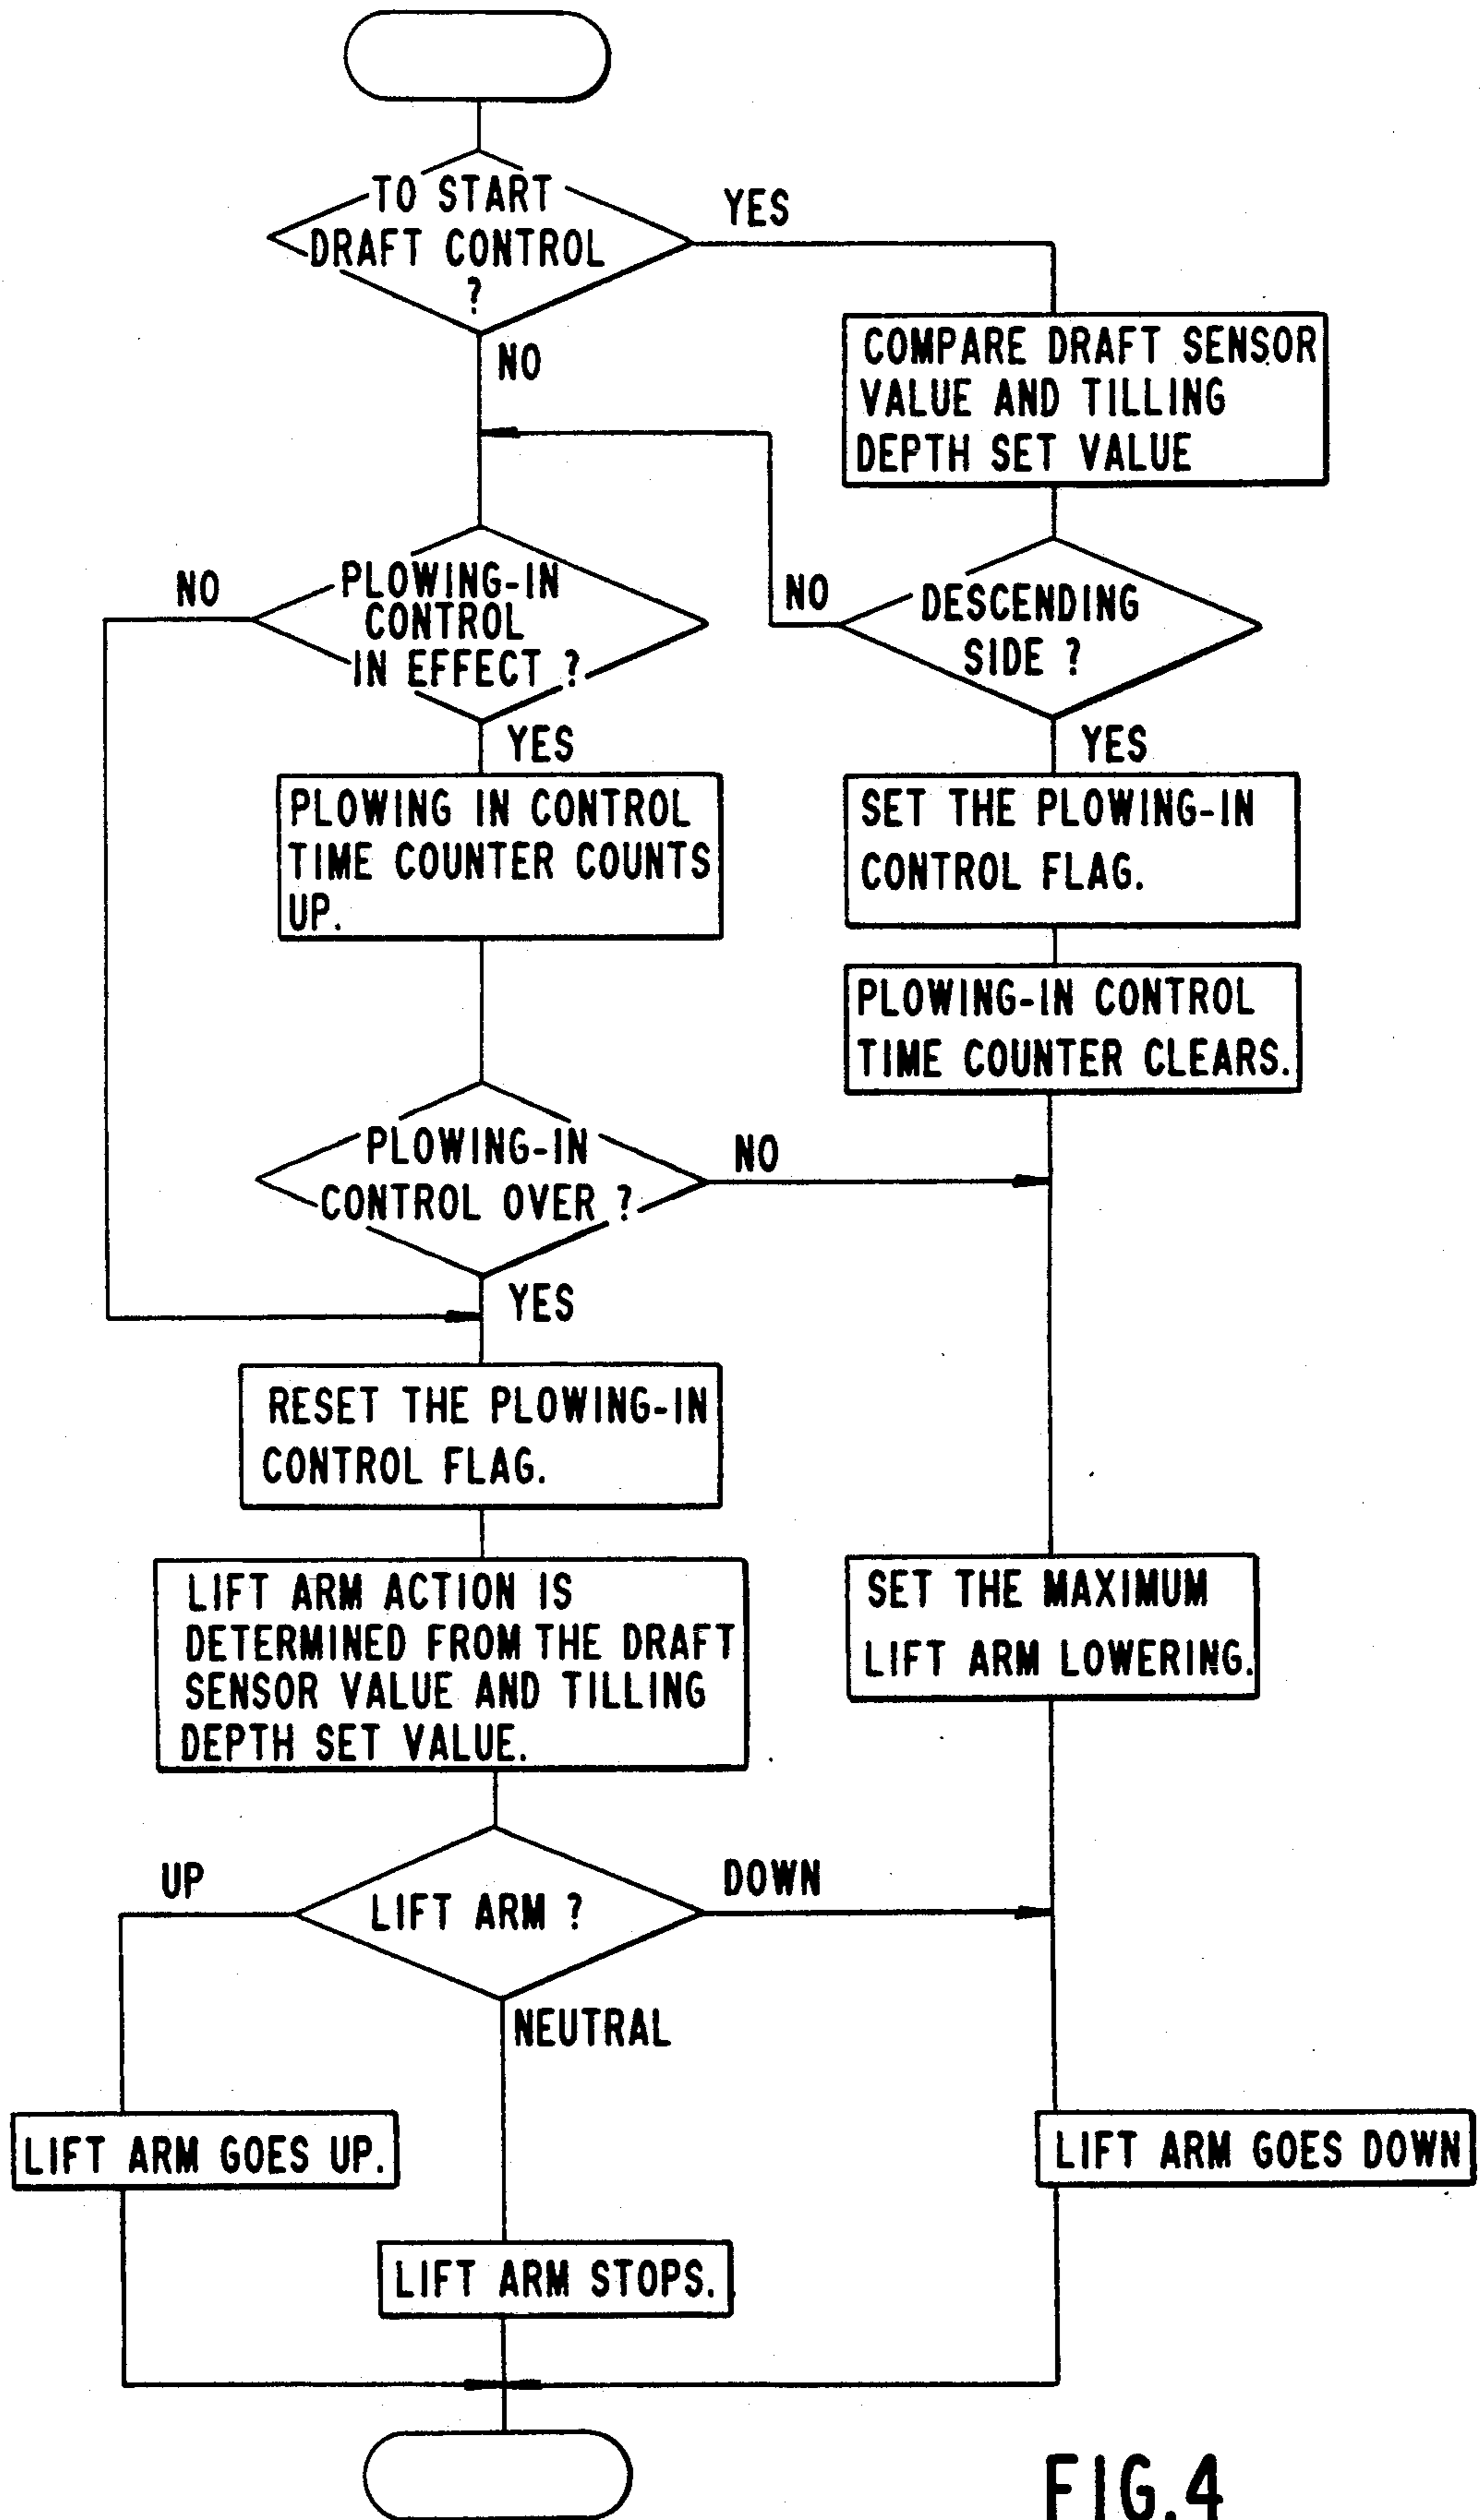 TO START
DRAFT CONTROL
?
YES
NO
COMPARE DRAFT SENSOR
VALUE AND TILLING
DEPTH SET VALUE
NO
PLOWING-IN
CONTROL
IN EFFECT ?
NO
DESCENDING
SIDE ?
YES
YES
PLOWING IN CONTROL
TIME COUNTER COUNTS
UP.
SET THE PLOWING-IN
CONTROL FLAG.
PLOWING-IN CONTROL
TIME COUNTER CLEARS.
PLOWING-IN
CONTROL OVER ?
NO
YES
RESET THE PLOWING-IN
CONTROL FLAG.
LIFT ARM ACTION IS
DETERMINED FROM THE DRAFT
SENSOR VALUE AND TILLING
DEPTH SET VALUE.
SET THE MAXIMUM
LIFT ARM LOWERING.
UP
LIFT ARM ?
DOWN
NEUTRAL
LIFT ARM GOES UP.
LIFT ARM GOES DOWN
LIFT ARM STOPS.
FIG.4